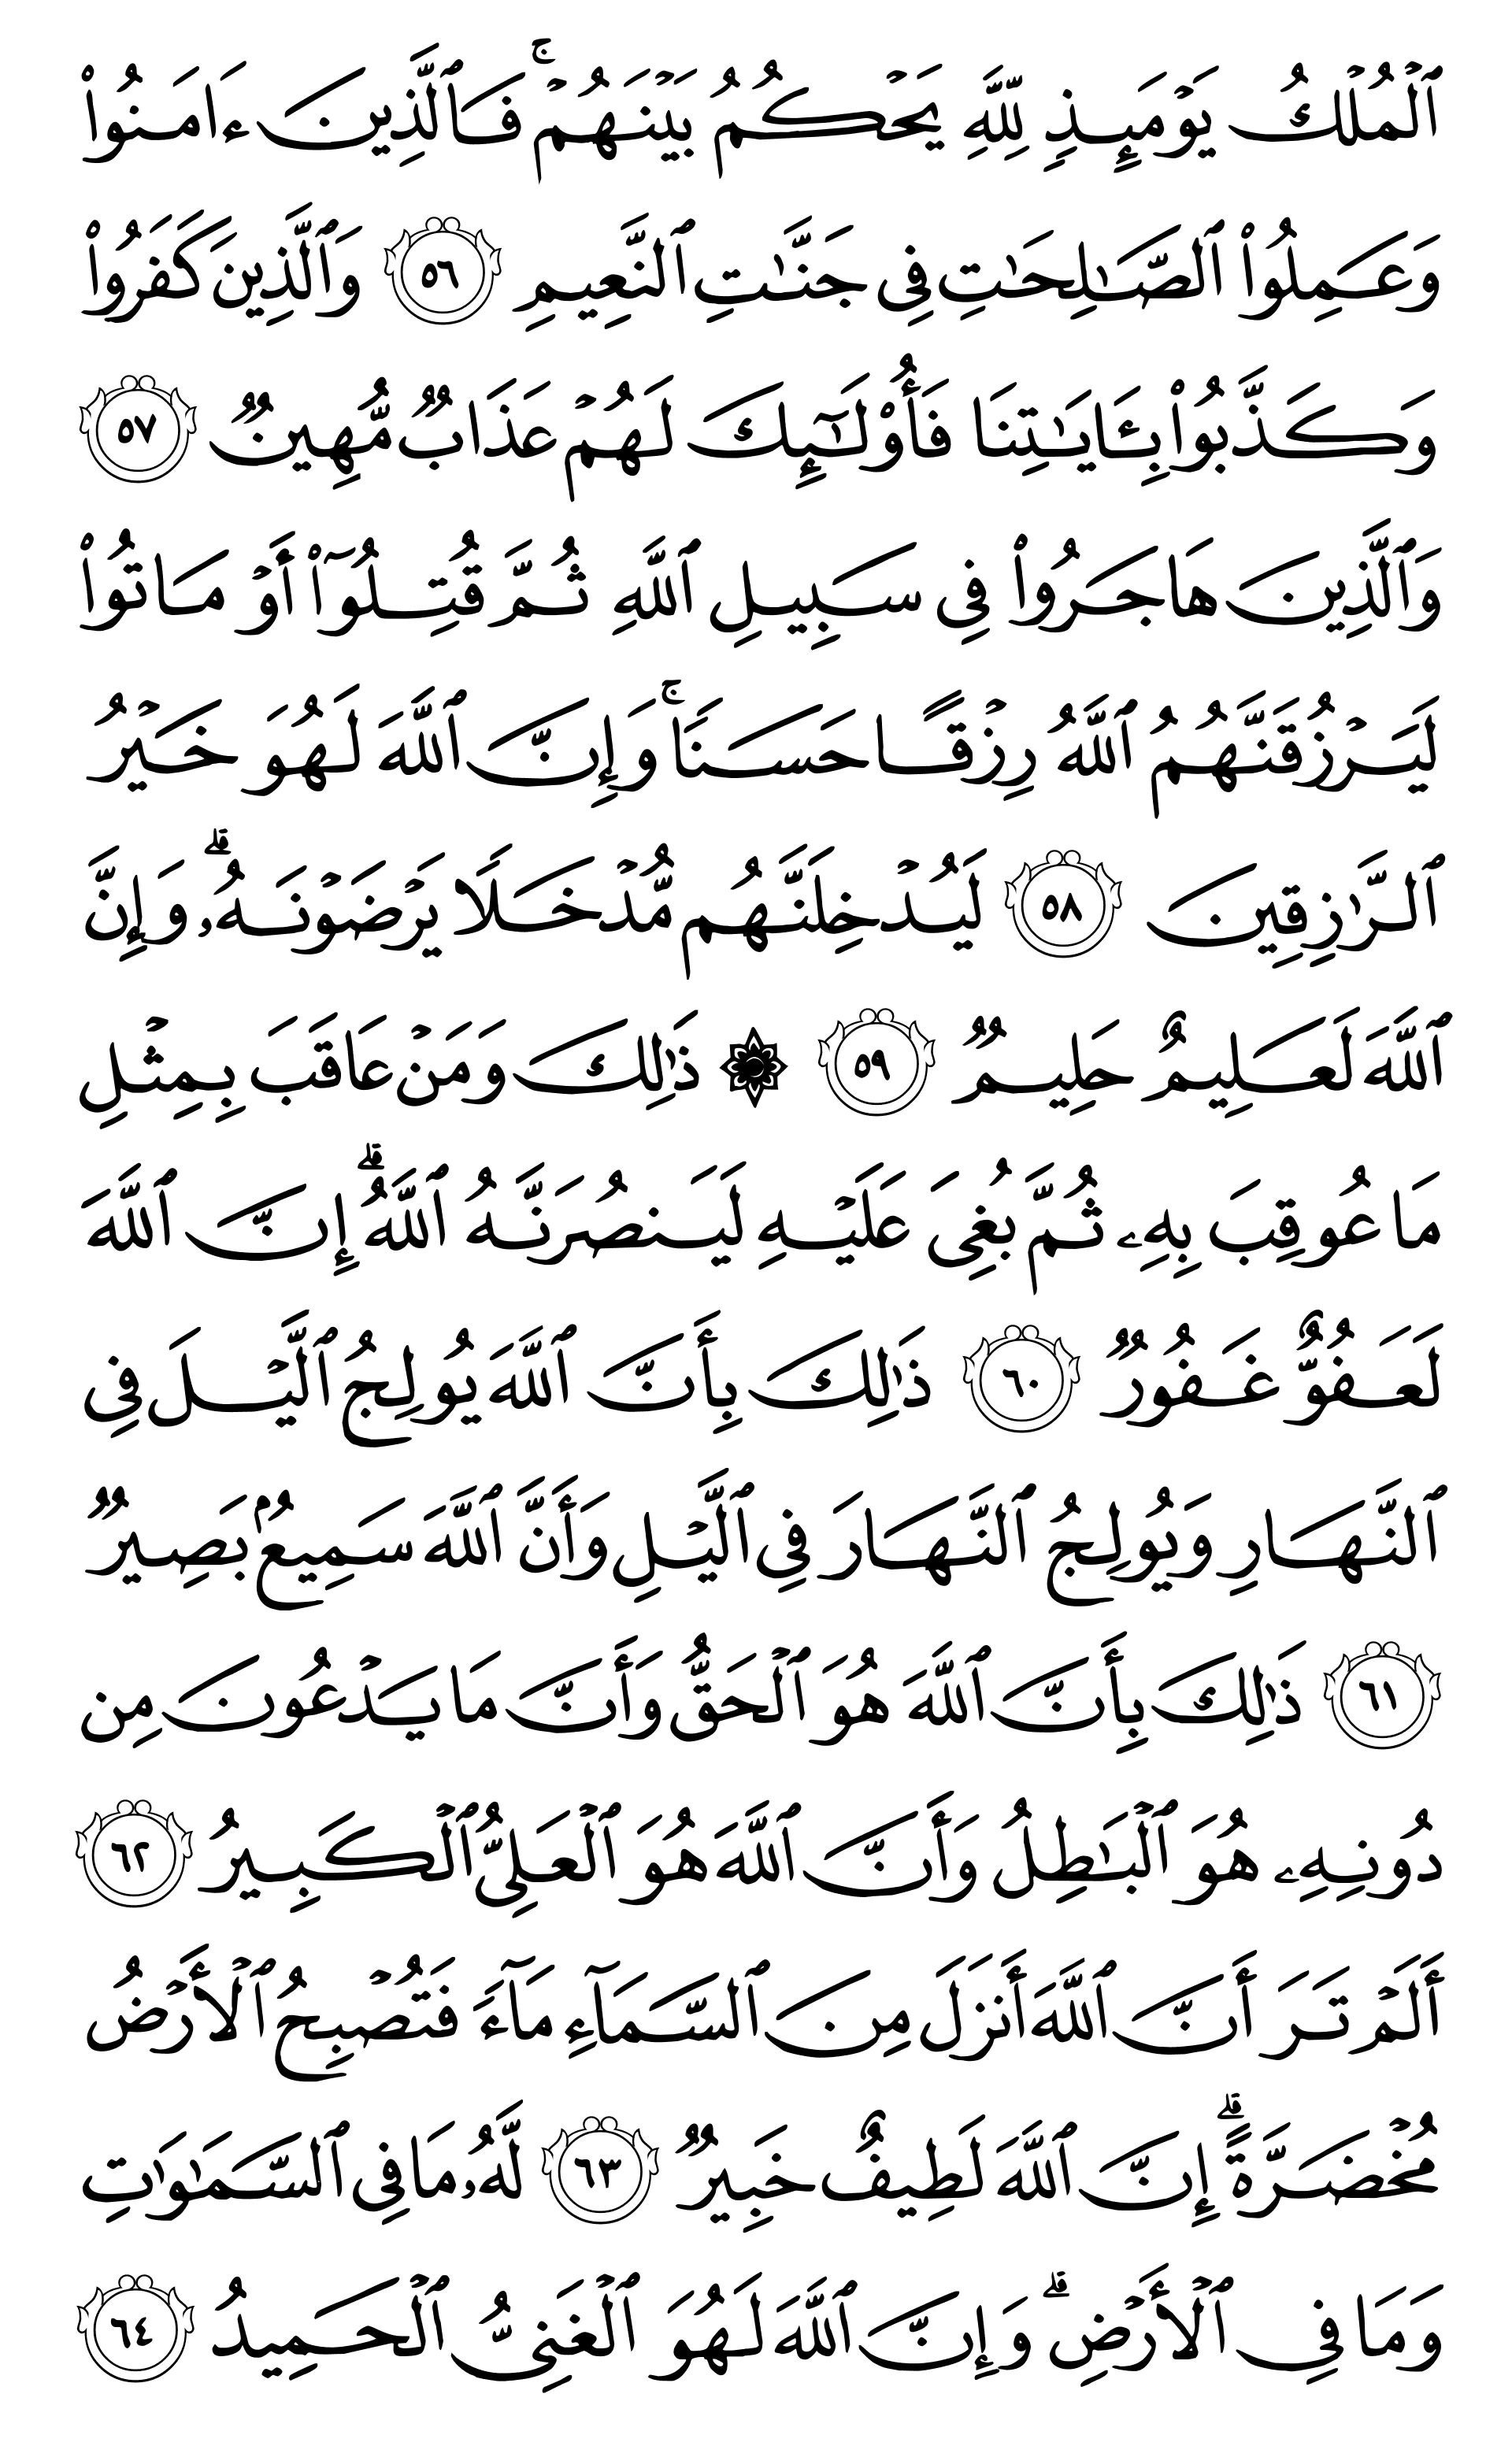 ٱلۡمُلۡكُ يَوۡمَئِذٖ لِّلَّهِ يَحۡكُمُ بَيۡنَهُمۡۚ فَٱلَّذِينَ ءَامَنُواْ
وَعَمِلُواْ ٱلصَّٰلِحَٰتِ فِي جَنَّٰتِ ٱلنَّعِيمِ ٥٦ وَٱلَّذِينَ كَفَرُواْ
وَكَذَّبُواْ بِـَٔايَٰتِنَا فَأُوْلَٰٓئِكَ لَهُمۡ عَذَابٞ مُّهِينٞ ٥٧
وَٱلَّذِينَ هَاجَرُواْ فِي سَبِيلِ ٱللَّهِ ثُمَّ قُتِلُوٓاْ أَوۡ مَاتُواْ
لَيَرۡزُقَنَّهُمُ ٱللَّهُ رِزۡقًا حَسَنٗاۚ وَإِنَّ ٱللَّهَ لَهُوَ خَيۡرُ
ٱلرَّٰزِقِينَ ٥٨ لَيُدۡخِلَنَّهُم مُّدۡخَلٗا يَرۡضَوۡنَهُۥۚ وَإِنَّ
ٱللَّهَ لَعَلِيمٌ حَلِيمٞ ٥٩ ۞ ذَٰلِكَ وَمَنۡ عَاقَبَ بِمِثۡلِ
مَا عُوقِبَ بِهِۦ ثُمَّ بُغِيَ عَلَيۡهِ لَيَنصُرَنَّهُ ٱللَّهُۚ إِنَّ ٱللَّهَ
لَعَفُوٌّ غَفُورٞ ٦٠ ذَٰلِكَ بِأَنَّ ٱللَّهَ يُولِجُ ٱلَّيۡلَ فِي
ٱلنَّهَارِ وَيُولِجُ ٱلنَّهَارَ فِي ٱلَّيۡلِ وَأَنَّ ٱللَّهَ سَمِيعُۢ بَصِيرٞ
٦١ ذَٰلِكَ بِأَنَّ ٱللَّهَ هُوَ ٱلۡحَقُّ وَأَنَّ مَا يَدۡعُونَ مِن
دُونِهِۦ هُوَ ٱلۡبَٰطِلُ وَأَنَّ ٱللَّهَ هُوَ ٱلۡعَلِيُّ ٱلۡكَبِيرُ ٦٢
أَلَمۡ تَرَ أَنَّ ٱللَّهَ أَنزَلَ مِنَ ٱلسَّمَآءِ مَآءٗ فَتُصۡبِحُ ٱلۡأَرۡضُ
مُخۡضَرَّةًۚ إِنَّ ٱللَّهَ لَطِيفٌ خَبِيرٞ ٦٣ لَّهُۥ مَا فِي ٱلسَّمَٰوَٰتِ
وَمَا فِي ٱلۡأَرۡضِۚ وَإِنَّ ٱللَّهَ لَهُوَ ٱلۡغَنِيُّ ٱلۡحَمِيدُ ٦٤